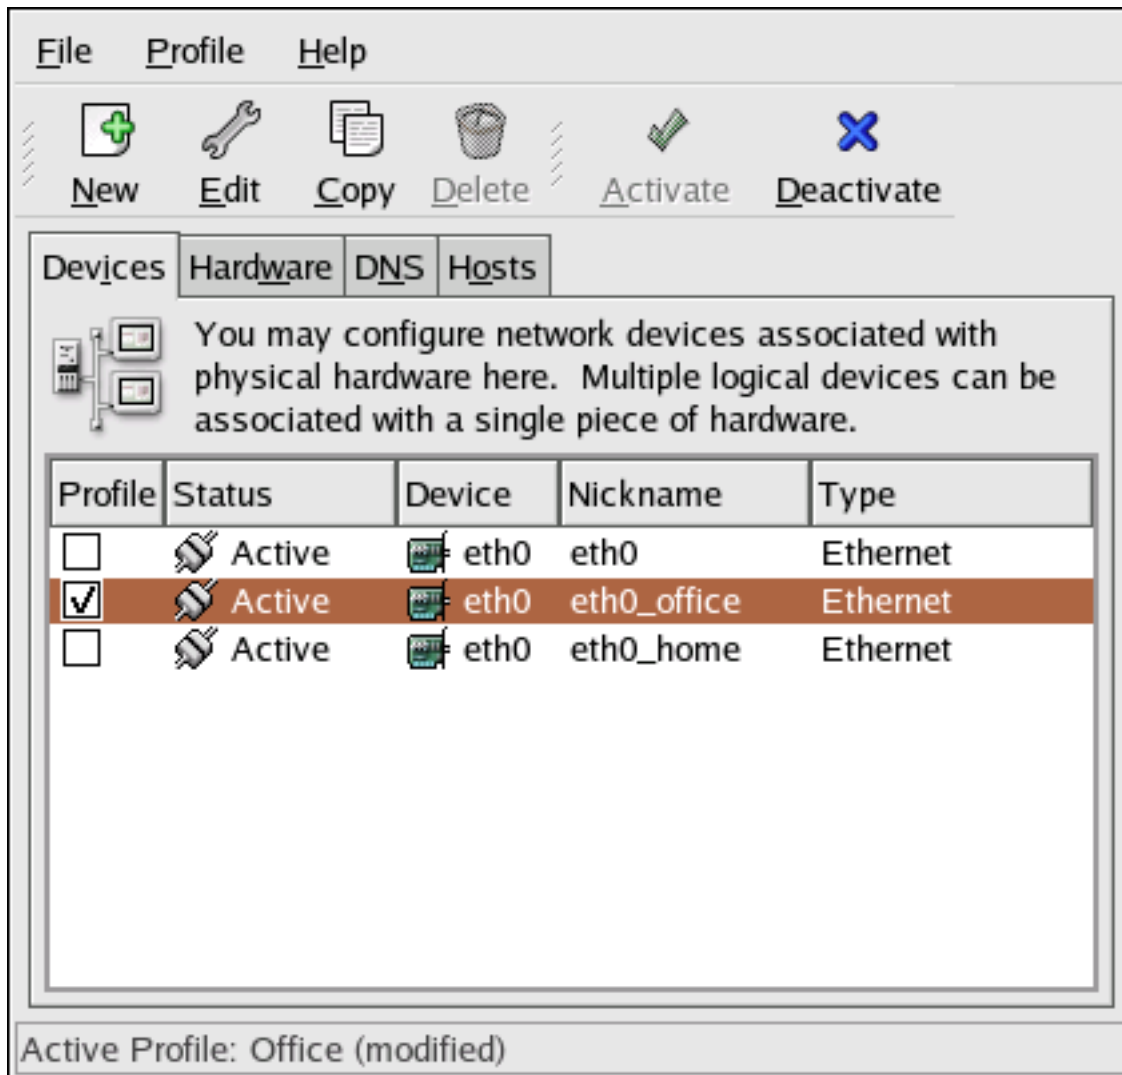 File Profile Help
New Edit Copy Delete Activate Deactivate
Devices Hardware DNS Hosts
You may configure network devices associated with
physical hardware here.  Multiple logical devices can be
associated with a single piece of hardware.
Profile Status Device Nickname Type
Active eth0 eth0 Ethernet
Active eth0 eth0_office Ethernet
Active eth0 eth0_home Ethernet
Active Profile: Office (modified)